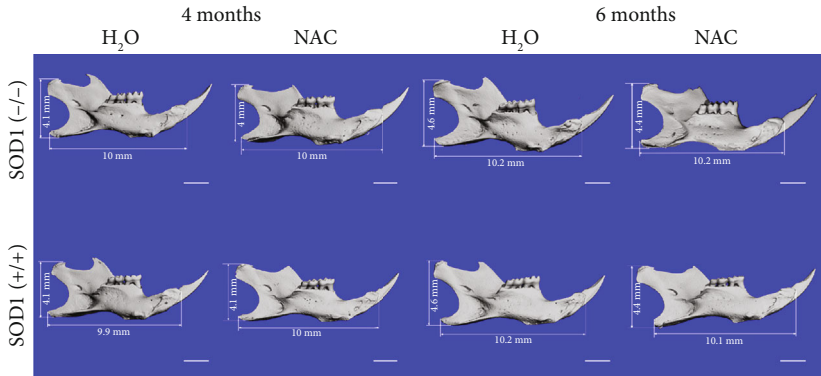 4 months 6 months
H₂O NAC H₂O NAC
SOD1 (−/−)
4.1 mm 4 mm 4.6 mm 4.4 mm
10 mm 10 mm 10.2 mm 10.2 mm
SOD1 (+/+)
4.1 mm 4.1 mm 4.6 mm 4.4 mm
9.9 mm 10 mm 10.2 mm 10.1 mm